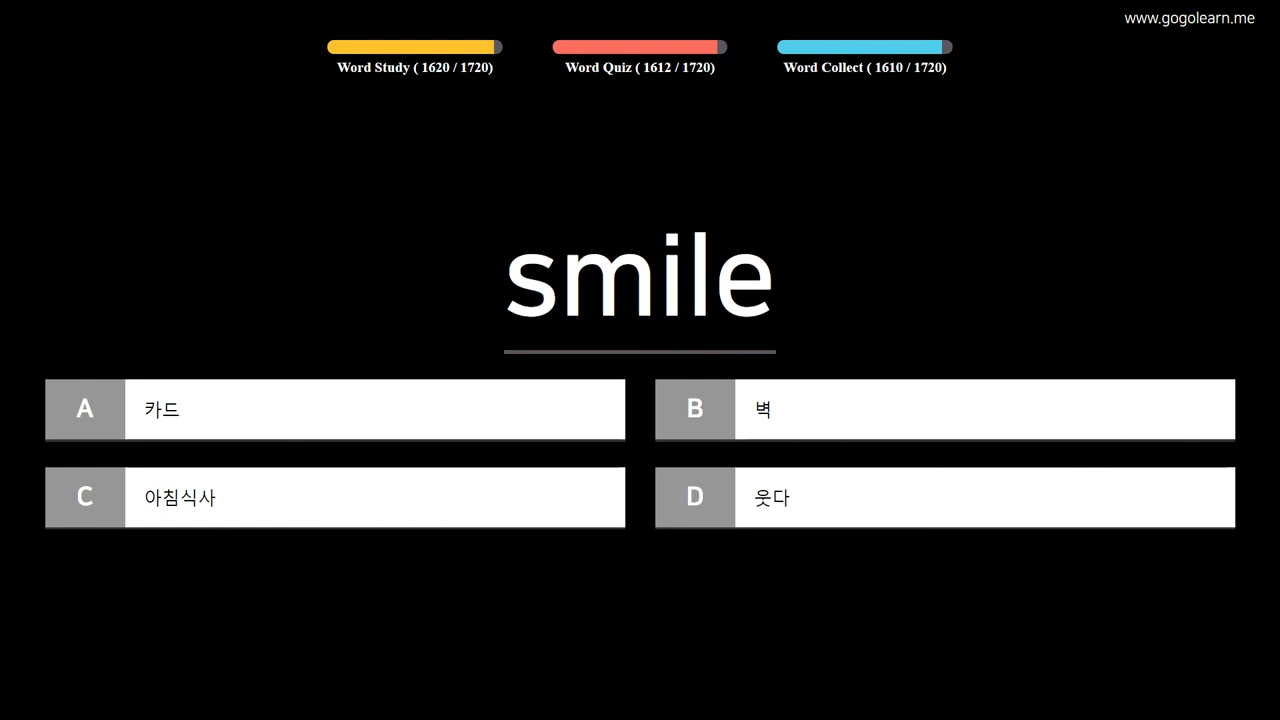 www.gogolearn.me
Word Study ( 1620 / 1720)
Word Quiz ( 1612 / 1720)
Word Collect ( 1610 / 1720)
smile
A 카드
B 벽
C 아침식사
D 웃다